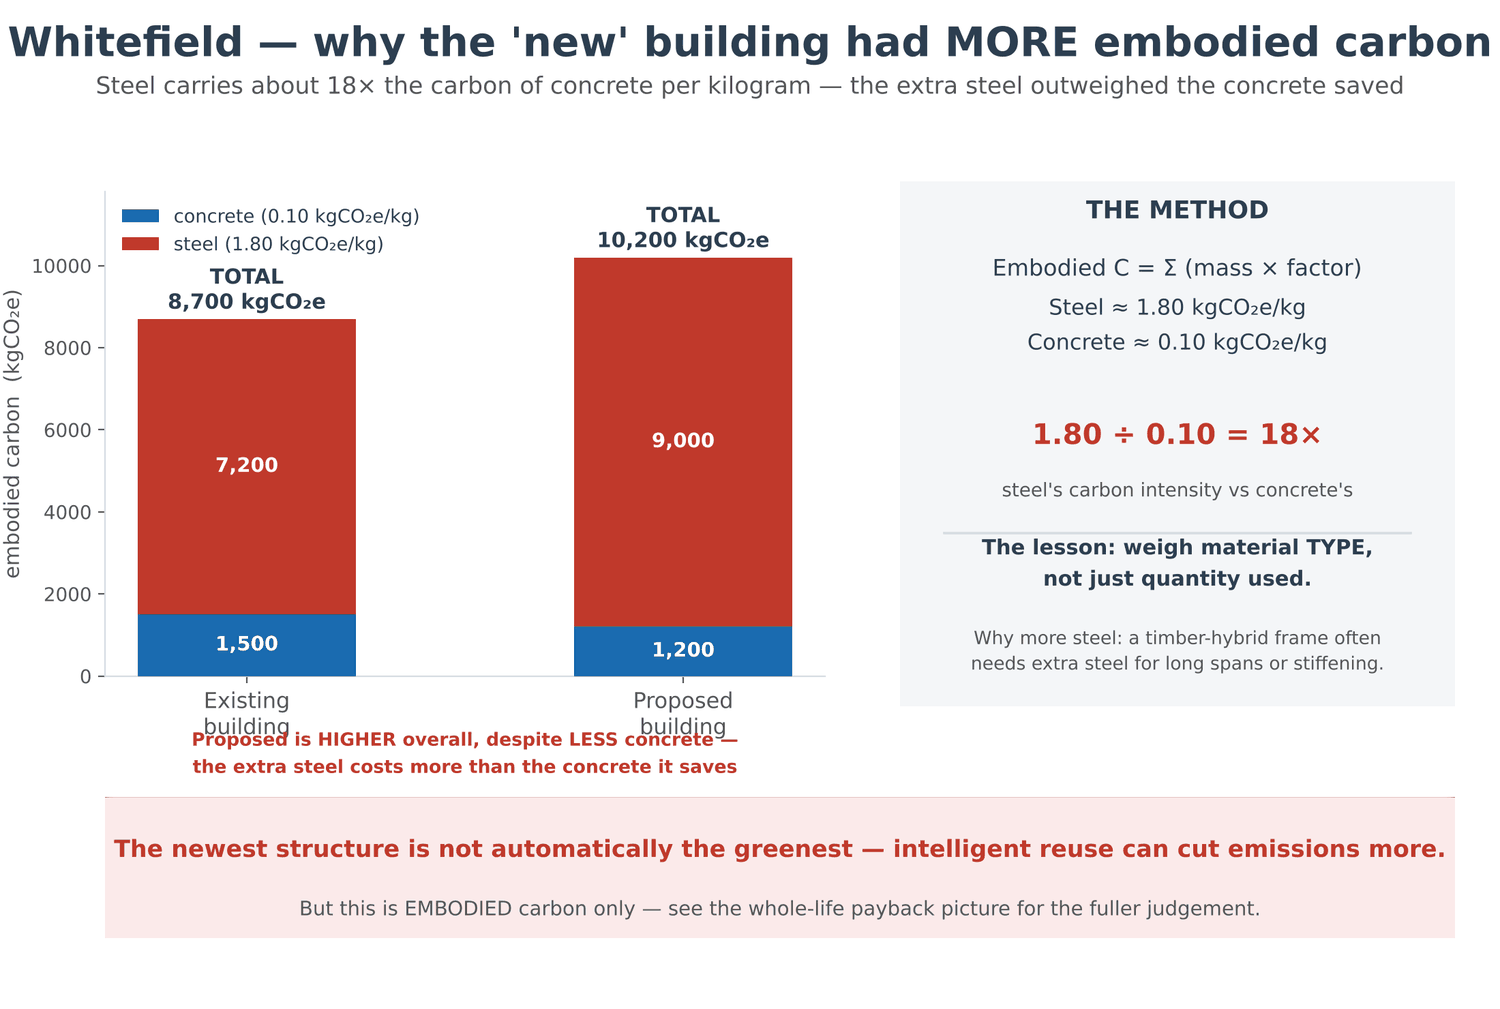 Whitefield — why the 'new' building had MORE embodied carbon
Steel carries about 18× the carbon of concrete per kilogram — the extra steel outweighed the concrete saved
concrete (0.10 kgCO₂e/kg)
steel (1.80 kgCO₂e/kg)
TOTAL
8,700 kgCO₂e
TOTAL
10,200 kgCO₂e
embodied carbon (kgCO₂e)
10000
8000
6000
4000
2000
0
7,200
1,500
9,000
1,200
Existing
building
Proposed
building
Proposed is HIGHER overall, despite LESS concrete —
the extra steel costs more than the concrete it saves
THE METHOD
Embodied C = Σ (mass × factor)
Steel ≈ 1.80 kgCO₂e/kg
Concrete ≈ 0.10 kgCO₂e/kg
1.80 ÷ 0.10 = 18×
steel's carbon intensity vs concrete's
The lesson: weigh material TYPE,
not just quantity used.
Why more steel: a timber-hybrid frame often
needs extra steel for long spans or stiffening.
The newest structure is not automatically the greenest — intelligent reuse can cut emissions more.
But this is EMBODIED carbon only — see the whole-life payback picture for the fuller judgement.